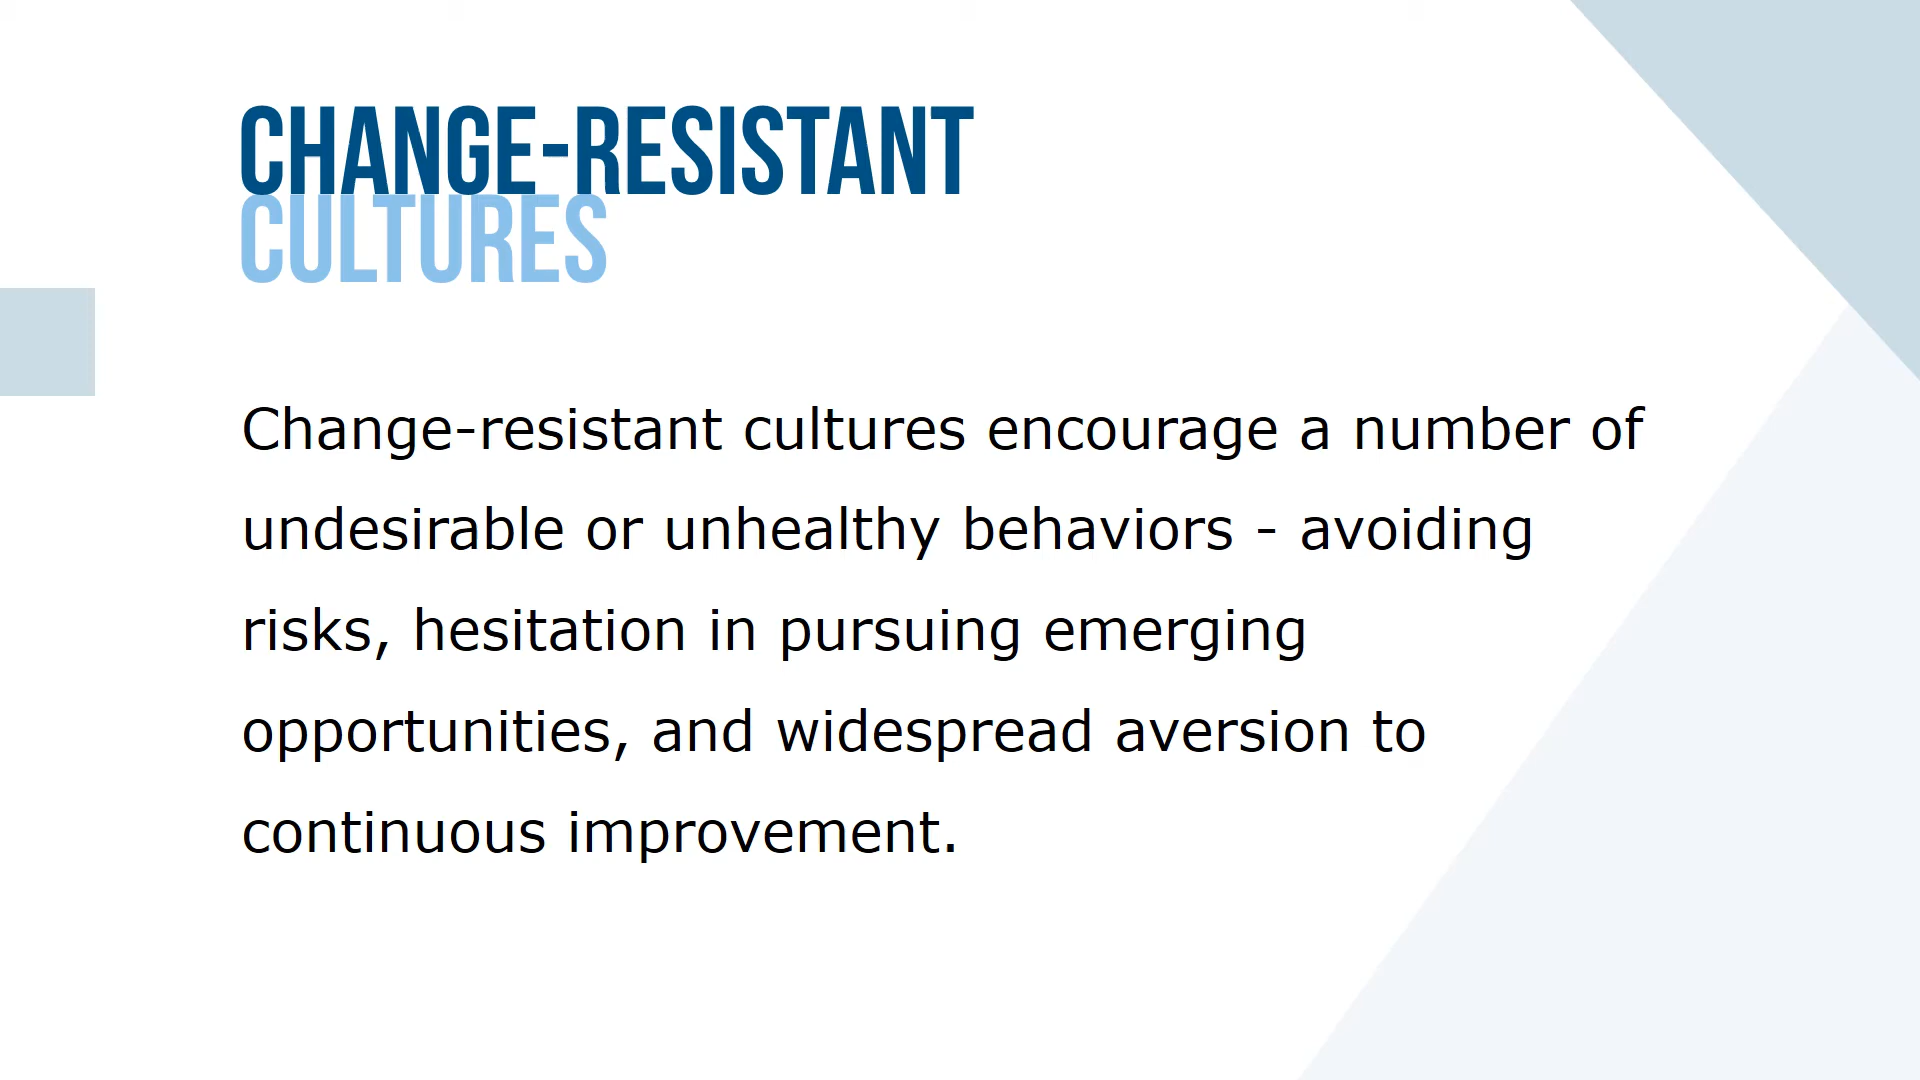 CHANGE-RESISTANT
CULTURES
Change-resistant cultures encourage a number of
undesirable or unhealthy behaviors - avoiding
risks, hesitation in pursuing emerging
opportunities, and widespread aversion to
continuous improvement.